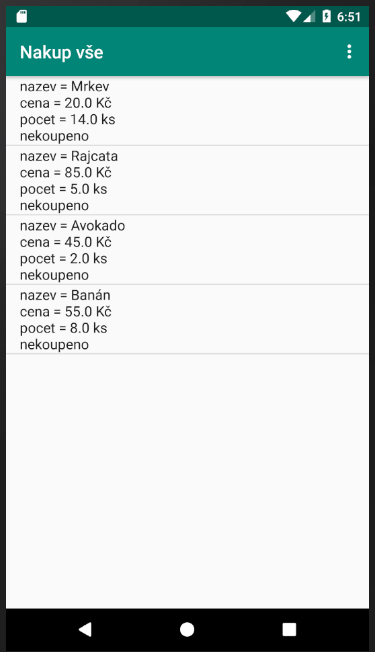 6:51
Nakup vše
nazev = Mrkev
cena = 20.0 Kč
pocet = 14.0 ks
nekoupeno
nazev = Rajcata
cena = 85.0 Kč
pocet = 5.0 ks
nekoupeno
nazev = Avokado
cena = 45.0 Kč
pocet = 2.0 ks
nekoupeno
nazev = Banán
cena = 55.0 Kč
pocet = 8.0 ks
nekoupeno